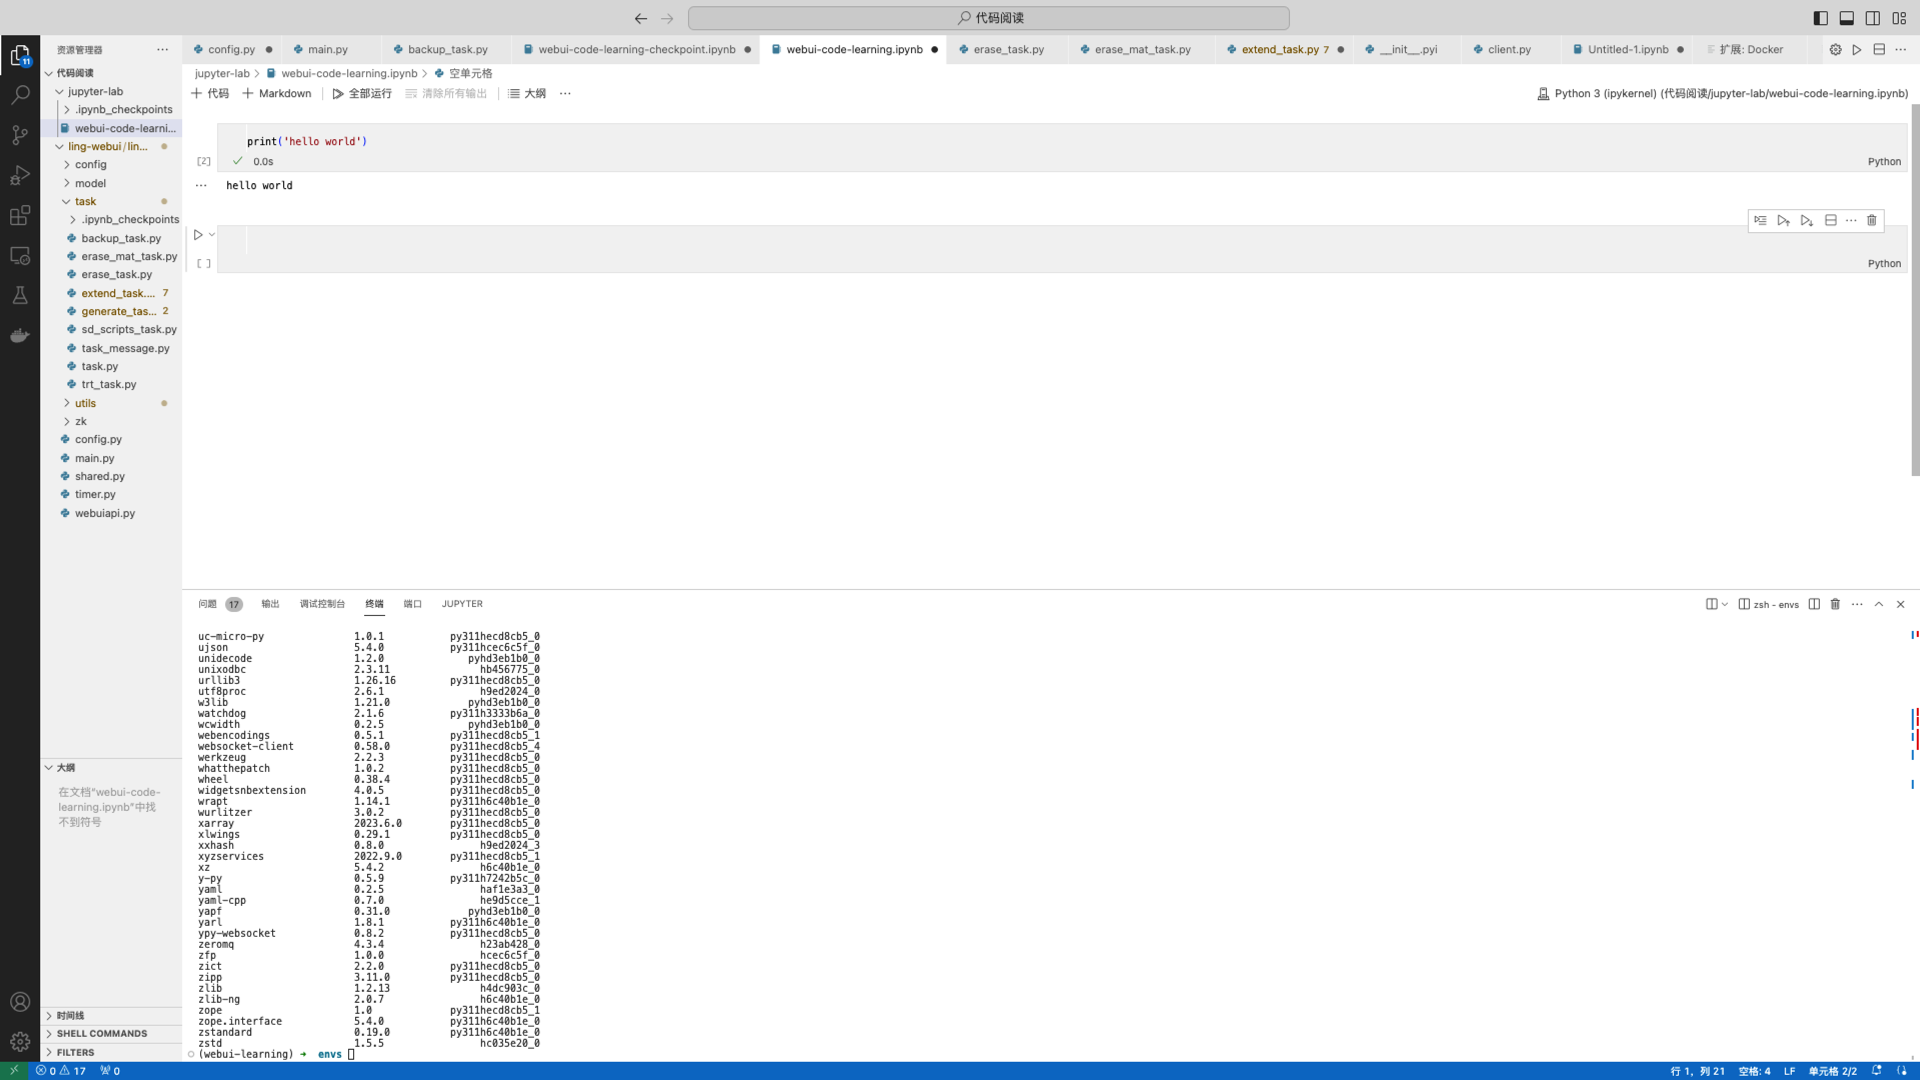 代码阅读
11
资源管理器
代码阅读
jupyter-lab
.ipynb_checkpoints
webui-code-learni...
ling-webui/lin...
config
model
task
.ipynb_checkpoints
backup_task.py
erase_mat_task.py
erase_task.py
extend_task.... 7
generate_tas... 2
sd_scripts_task.py
task_message.py
task.py
trt_task.py
utils
zk
config.py
main.py
shared.py
timer.py
webuiapi.py
大纲
在文档“webui-code-
learning.ipynb”中找
不到符号
时间线
SHELL COMMANDS
FILTERS
config.py main.py backup_task.py webui-code-learning-checkpoint.ipynb webui-code-learning.ipynb erase_task.py erase_mat_task.py extend_task.py 7 __init__.pyi client.py Untitled-1.ipynb 扩展: Docker
jupyter-lab > webui-code-learning.ipynb > 空单元格
代码 Markdown 全部运行 清除所有输出 大纲 ... Python 3 (ipykernel) (代码阅读/jupyter-lab/webui-code-learning.ipynb)
print('hello world')
[2] 0.0s Python
hello world
[ ] Python
问题 17 输出 调试控制台 终端 端口 JUPYTER zsh - envs
uc-micro-py 1.0.1 py311hecd8cb5_0
ujson 5.4.0 py311hcec6c5f_0
unidecode 1.2.0 pyhd3eb1b0_0
unixodbc 2.3.11 hb456775_0
urllib3 1.26.16 py311hecd8cb5_0
utf8proc 2.6.1 h9ed2024_0
w3lib 1.21.0 pyhd3eb1b0_0
watchdog 2.1.6 py311h3333b6a_0
wcwidth 0.2.5 pyhd3eb1b0_0
webencodings 0.5.1 py311hecd8cb5_1
websocket-client 0.58.0 py311hecd8cb5_4
werkzeug 2.2.3 py311hecd8cb5_0
whatthepatch 1.0.2 py311hecd8cb5_0
wheel 0.38.4 py311hecd8cb5_0
widgetsnbextension 4.0.5 py311hecd8cb5_0
wrapt 1.14.1 py311h6c40b1e_0
wurlitzer 3.0.2 py311hecd8cb5_0
xarray 2023.6.0 py311hecd8cb5_0
xlwings 0.29.1 py311hecd8cb5_0
xxhash 0.8.0 h9ed2024_3
xyzservices 2022.9.0 py311hecd8cb5_1
xz 5.4.2 h6c40b1e_0
y-py 0.5.9 py311h7242b5c_0
yaml 0.2.5 haf1e3a3_0
yaml-cpp 0.7.0 he9d5cce_1
yapf 0.31.0 pyhd3eb1b0_0
yarl 1.8.1 py311h6c40b1e_0
ypy-websocket 0.8.2 py311hecd8cb5_0
zeromq 4.3.4 h23ab428_0
zfp 1.0.0 hcec6c5f_0
zict 2.2.0 py311hecd8cb5_0
zipp 3.11.0 py311hecd8cb5_0
zlib 1.2.13 h4dc903c_0
zlib-ng 2.0.7 h6c40b1e_0
zope 1.0 py311hecd8cb5_1
zope.interface 5.4.0 py311h6c40b1e_0
zstandard 0.19.0 py311h6c40b1e_0
zstd 1.5.5 hc035e20_0
(webui-learning) ➜ envs
0 17 0 行 1，列 21 空格: 4 LF 单元格 2/2